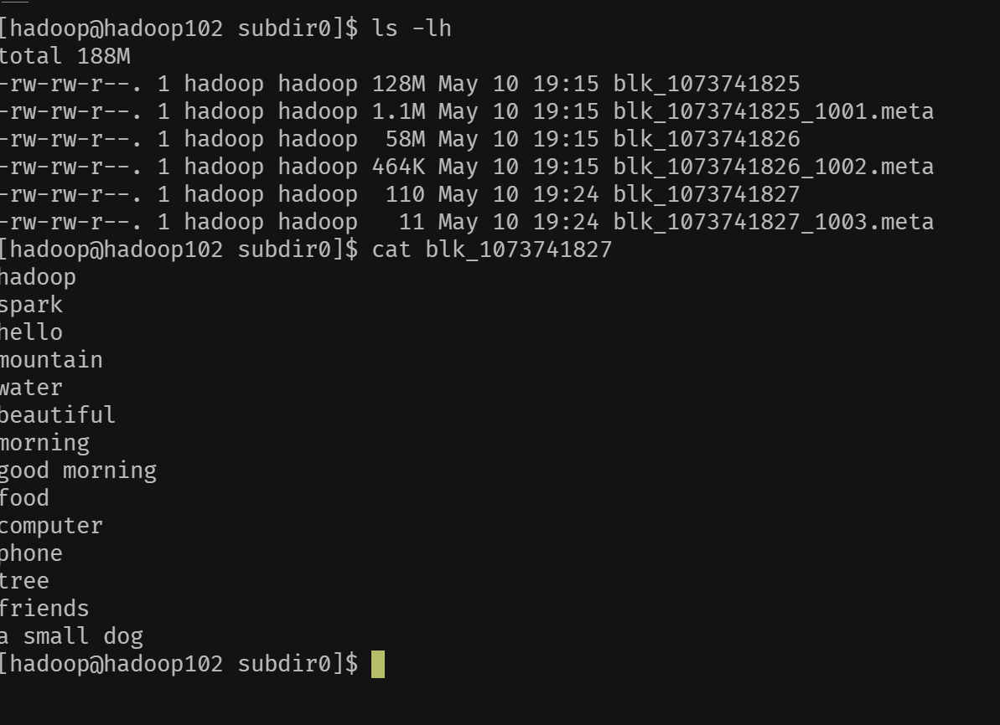 [hadoop@hadoop102 subdir0]$ ls -lh
total 188M
-rw-rw-r--. 1 hadoop hadoop 128M May 10 19:15 blk_1073741825
-rw-rw-r--. 1 hadoop hadoop 1.1M May 10 19:15 blk_1073741825_1001.meta
-rw-rw-r--. 1 hadoop hadoop  58M May 10 19:15 blk_1073741826
-rw-rw-r--. 1 hadoop hadoop 464K May 10 19:15 blk_1073741826_1002.meta
-rw-rw-r--. 1 hadoop hadoop  110 May 10 19:24 blk_1073741827
-rw-rw-r--. 1 hadoop hadoop   11 May 10 19:24 blk_1073741827_1003.meta
[hadoop@hadoop102 subdir0]$ cat blk_1073741827
hadoop
spark
hello
mountain
water
beautiful
morning
good morning
food
computer
phone
tree
friends
a small dog
[hadoop@hadoop102 subdir0]$